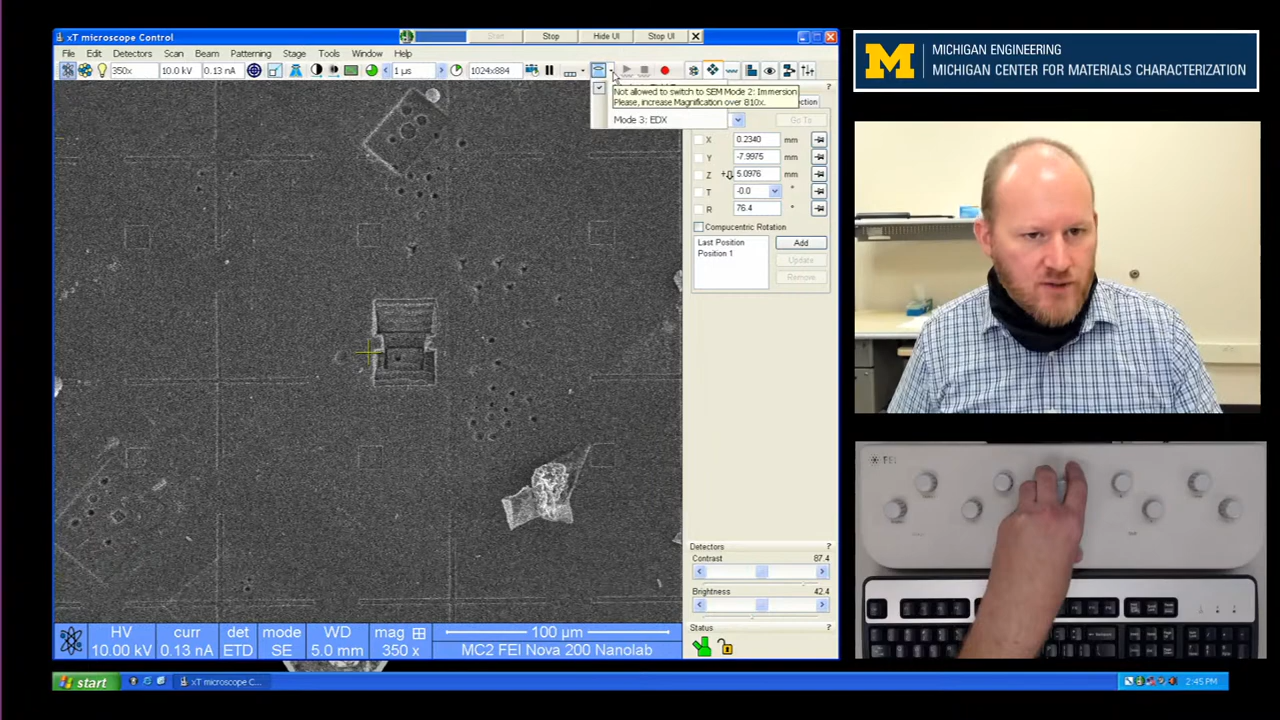 xT microscope Control
Start
Stop
Hide UI
Stop UI
File Edit Detectors Scan Beam Patterning Stage Tools Window Help
350x
10.0 kV
0.13 nA
1 µs
1024x884
Not allowed to switch to SEM Mode 2: Immersion
Please, increase Magnification over 810x.
Mode 3: EDX
Go To
X 0.2340 mm
Y -7.9975 mm
Z 5.0976 mm
T -0.0 °
R 76.4 °
Compucentric Rotation
Last Position
Position 1
Add
Update
Remove
Detectors ?
Contrast 87.4
Brightness 42.4
Status ?
HV curr det mode WD mag
10.00 kV 0.13 nA ETD SE 5.0 mm 350 x
100 µm
MC2 FEI Nova 200 Nanolab
start
xT microscope C...
2:45 PM
M
MICHIGAN ENGINEERING
MICHIGAN CENTER FOR MATERIALS CHARACTERIZATION
FEI